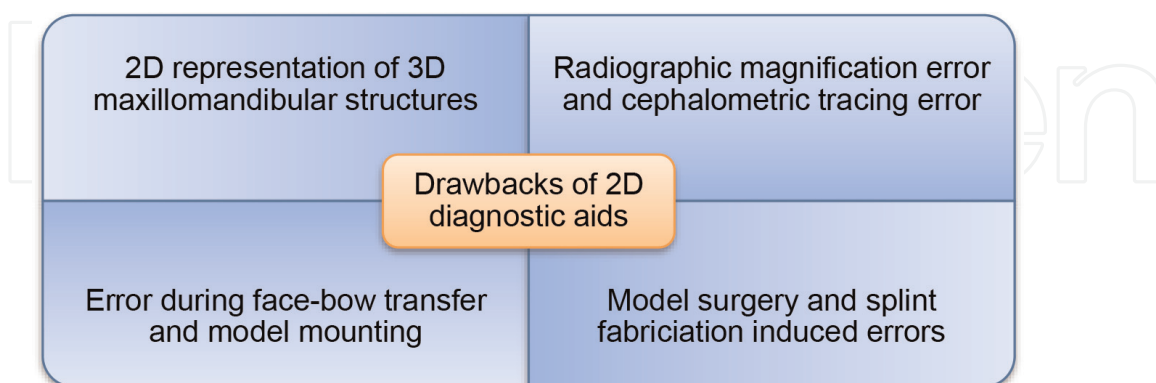 2D representation of 3D
maxillomandibular structures
Radiographic magnification error
and cephalometric tracing error
Drawbacks of 2D
diagnostic aids
Error during face-bow transfer
and model mounting
Model surgery and splint
fabriciation induced errors